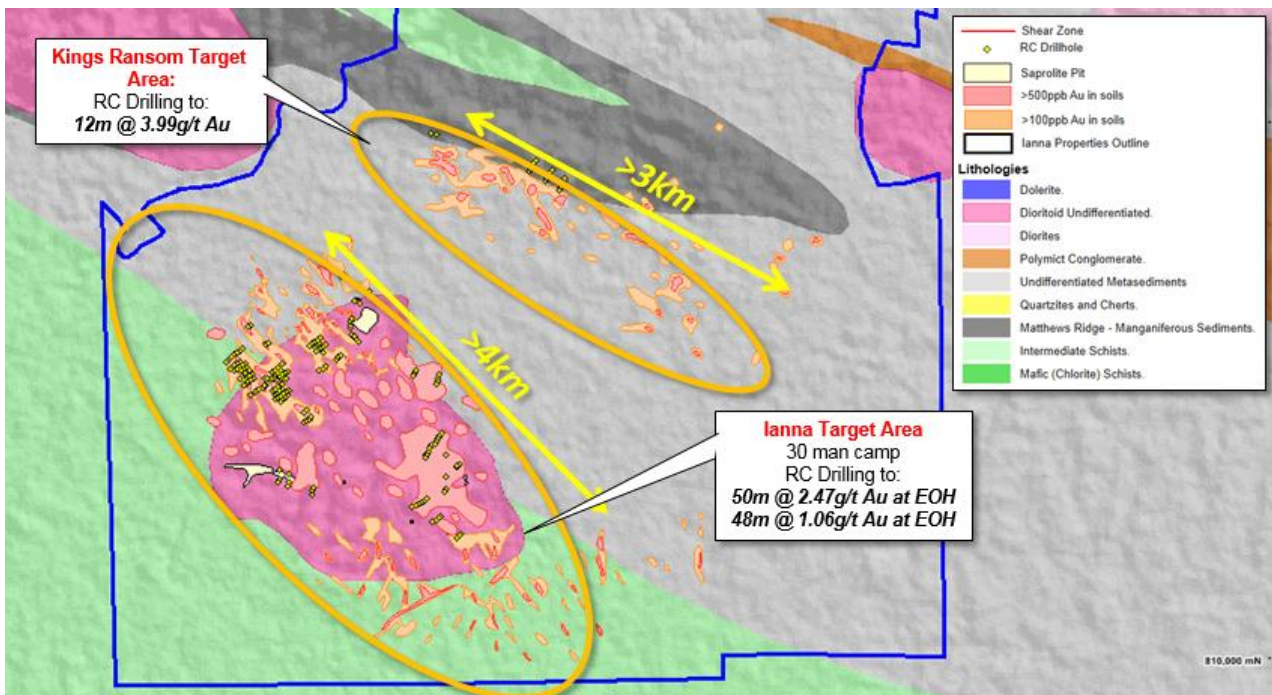 Kings Ransom Target
Area:
RC Drilling to:
12m @ 3.99g/t Au
>3km
>4km
Ianna Target Area
30 man camp
RC Drilling to:
50m @ 2.47g/t Au at EOH
48m @ 1.06g/t Au at EOH
Shear Zone
RC Drillhole
Saprolite Pit
>500ppb Au in soils
>100ppb Au in soils
Ianna Properties Outline
Lithologies
Dolerite.
Dioritoid Undifferentiated.
Diorites
Polymict Conglomerate.
Undifferentiated Metasediments
Quartzites and Cherts.
Matthews Ridge - Manganiferous Sediments.
Intermediate Schists.
Mafic (Chlorite) Schists.
810,000 mN